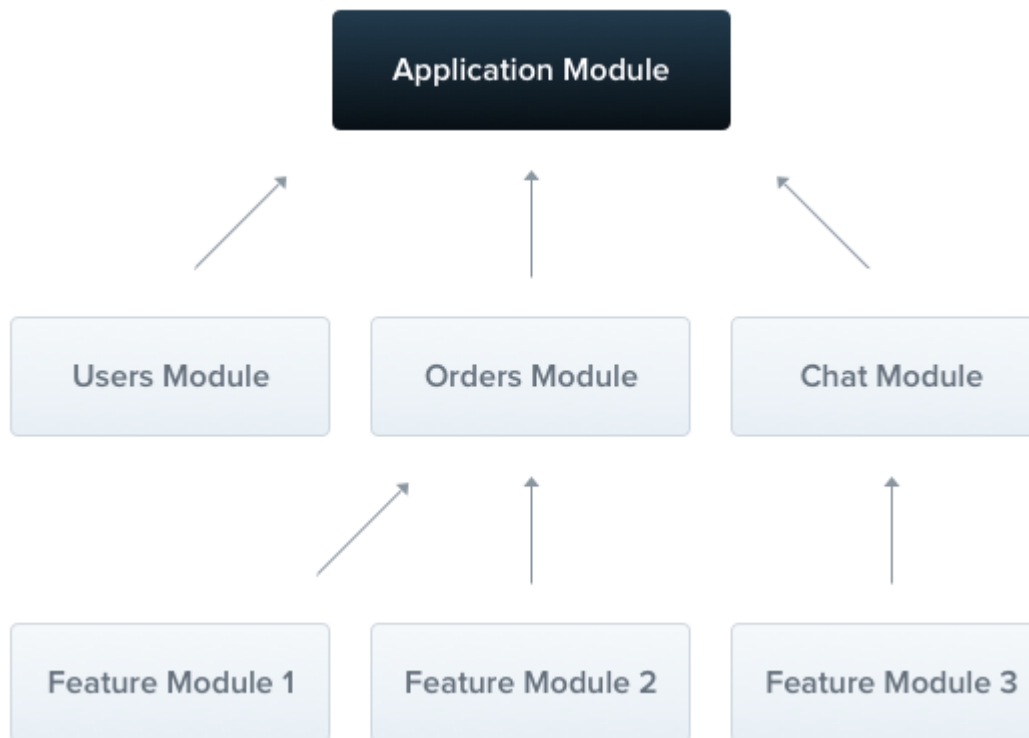 Application Module
Users Module
Orders Module
Chat Module
Feature Module 1
Feature Module 2
Feature Module 3